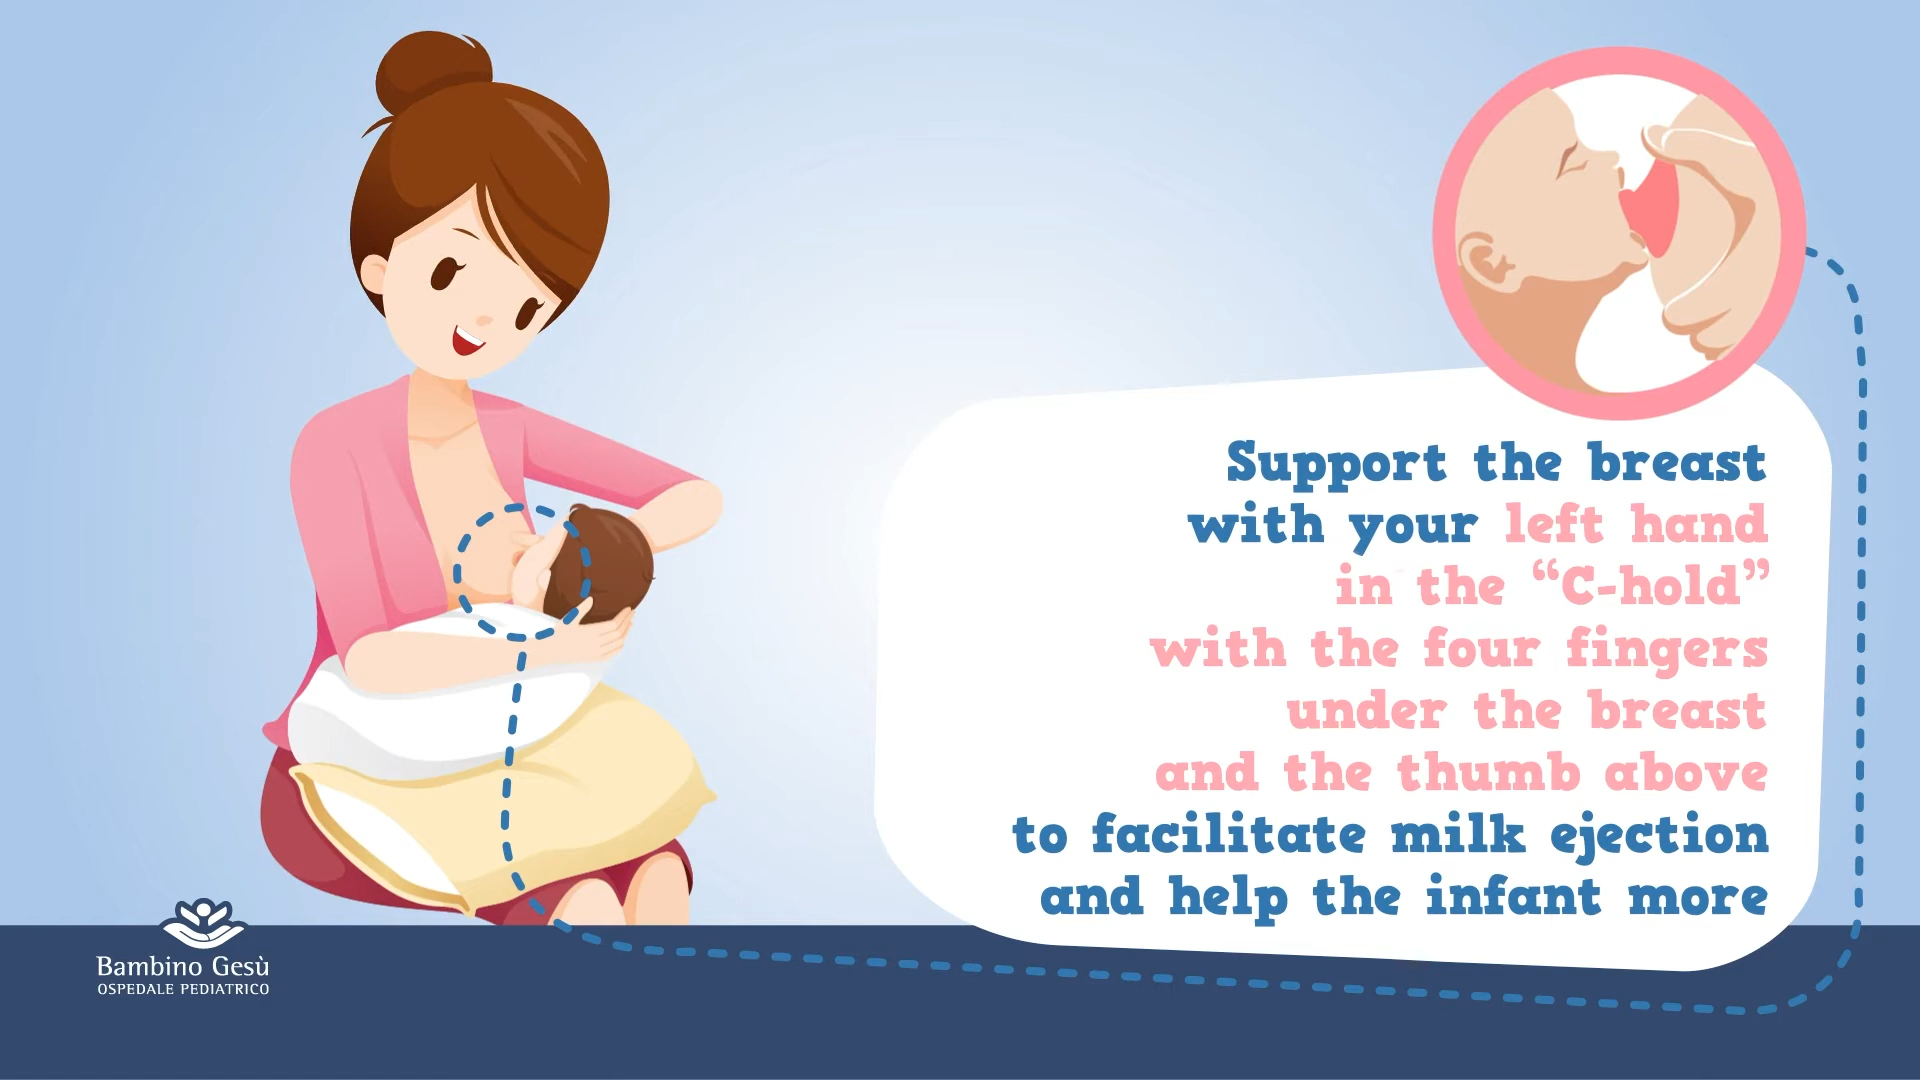 Support the breast
with your left hand
in the “C-hold”
with the four fingers
under the breast
and the thumb above
to facilitate milk ejection
and help the infant more
Bambino Gesù
OSPEDALE PEDIATRICO